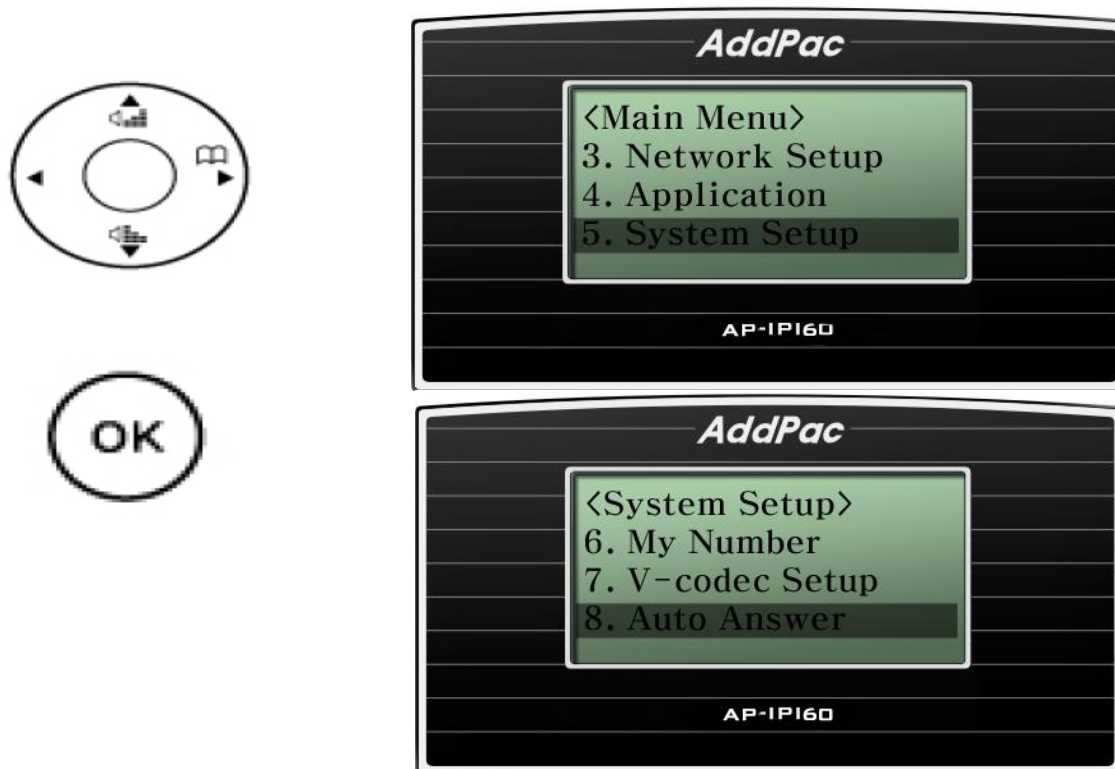 AddPac
<Main Menu>
3. Network Setup
4. Application
5. System Setup
AP-IP160
OK
AddPac
<System Setup>
6. My Number
7. V-codec Setup
8. Auto Answer
AP-IP160